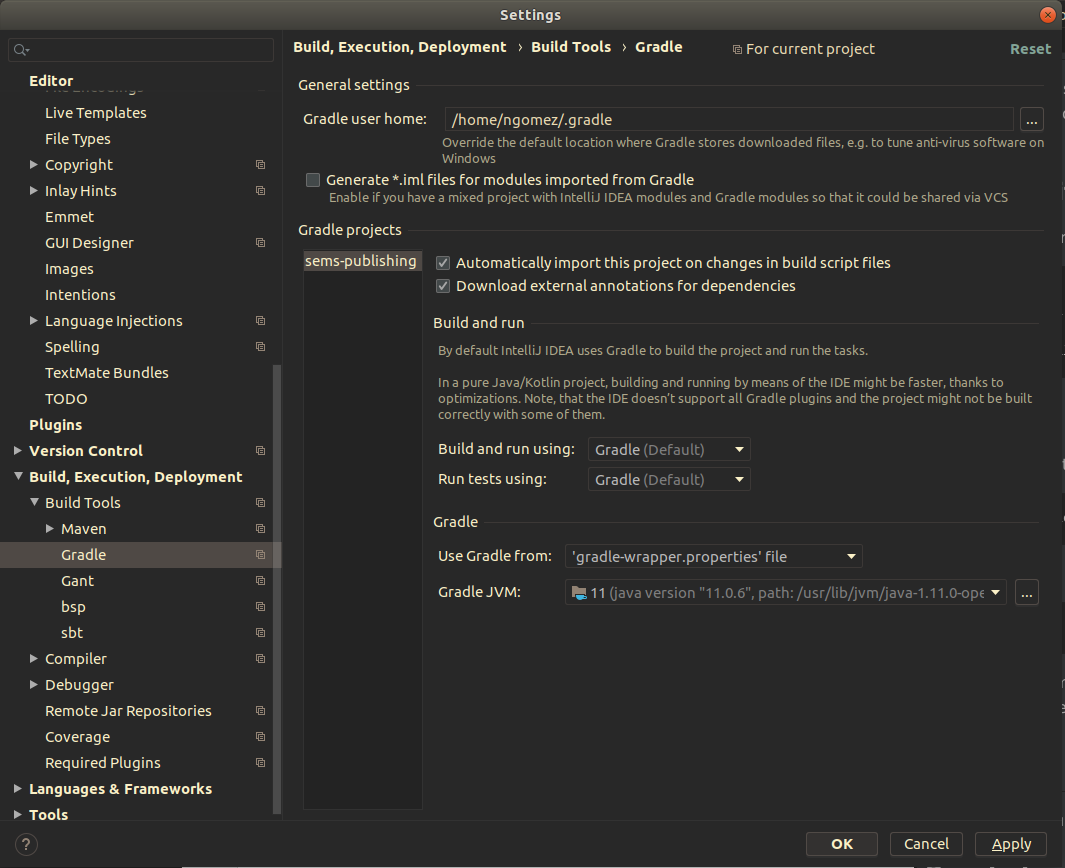 Settings
Build, Execution, Deployment › Build Tools › Gradle
For current project
Reset
Editor
File Encodings
Live Templates
File Types
Copyright
Inlay Hints
Emmet
GUI Designer
Images
Intentions
Language Injections
Spelling
TextMate Bundles
TODO
Plugins
Version Control
Build, Execution, Deployment
Build Tools
Maven
Gradle
Gant
bsp
sbt
Compiler
Debugger
Remote Jar Repositories
Coverage
Required Plugins
Languages & Frameworks
Tools
General settings
Gradle user home: /home/ngomez/.gradle ...
Override the default location where Gradle stores downloaded files, e.g. to tune anti-virus software on
Windows
Generate *.iml files for modules imported from Gradle
Enable if you have a mixed project with IntelliJ IDEA modules and Gradle modules so that it could be shared via VCS
Gradle projects
sems-publishing
Automatically import this project on changes in build script files
Download external annotations for dependencies
Build and run
By default IntelliJ IDEA uses Gradle to build the project and run the tasks.
In a pure Java/Kotlin project, building and running by means of the IDE might be faster, thanks to
optimizations. Note, that the IDE doesn't support all Gradle plugins and the project might not be built
correctly with some of them.
Build and run using: Gradle (Default)
Run tests using: Gradle (Default)
Gradle
Use Gradle from: 'gradle-wrapper.properties' file
Gradle JVM: 11 (java version "11.0.6", path: /usr/lib/jvm/java-1.11.0-ope ...
?
OK
Cancel
Apply